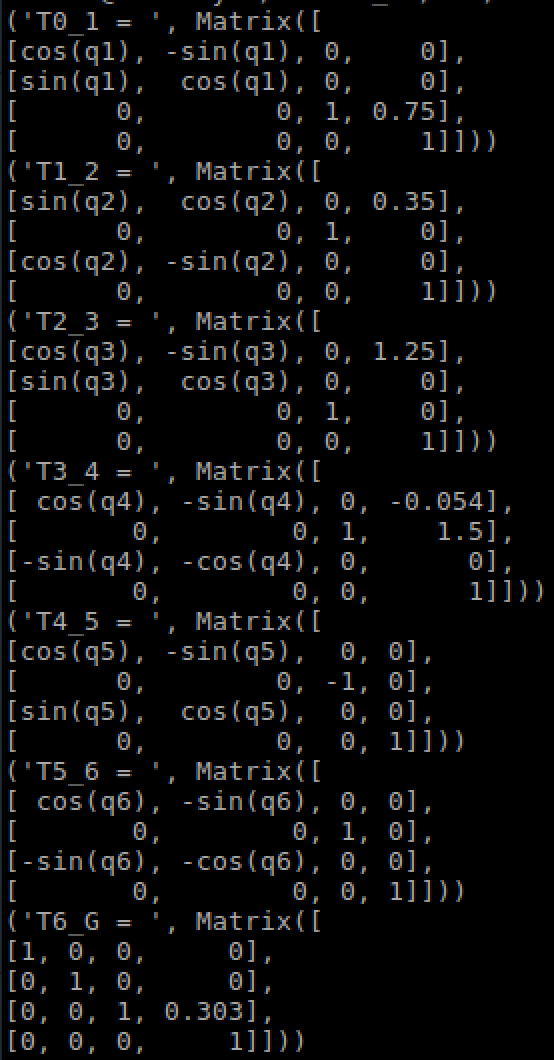 ('T0_1 = ', Matrix([
[cos(q1), -sin(q1), 0,    0],
[sin(q1),  cos(q1), 0,    0],
[      0,        0, 1, 0.75],
[      0,        0, 0,    1]]))
('T1_2 = ', Matrix([
[sin(q2),  cos(q2), 0, 0.35],
[      0,        0, 1,    0],
[cos(q2), -sin(q2), 0,    0],
[      0,        0, 0,    1]]))
('T2_3 = ', Matrix([
[cos(q3), -sin(q3), 0, 1.25],
[sin(q3),  cos(q3), 0,    0],
[      0,        0, 1,    0],
[      0,        0, 0,    1]]))
('T3_4 = ', Matrix([
[ cos(q4), -sin(q4), 0, -0.054],
[       0,        0, 1,    1.5],
[-sin(q4), -cos(q4), 0,      0],
[       0,        0, 0,      1]]))
('T4_5 = ', Matrix([
[cos(q5), -sin(q5),  0, 0],
[      0,        0, -1, 0],
[sin(q5),  cos(q5),  0, 0],
[      0,        0,  0, 1]]))
('T5_6 = ', Matrix([
[ cos(q6), -sin(q6), 0, 0],
[       0,        0, 1, 0],
[-sin(q6), -cos(q6), 0, 0],
[       0,        0, 0, 1]]))
('T6_G = ', Matrix([
[1, 0, 0,     0],
[0, 1, 0,     0],
[0, 0, 1, 0.303],
[0, 0, 0,     1]]))